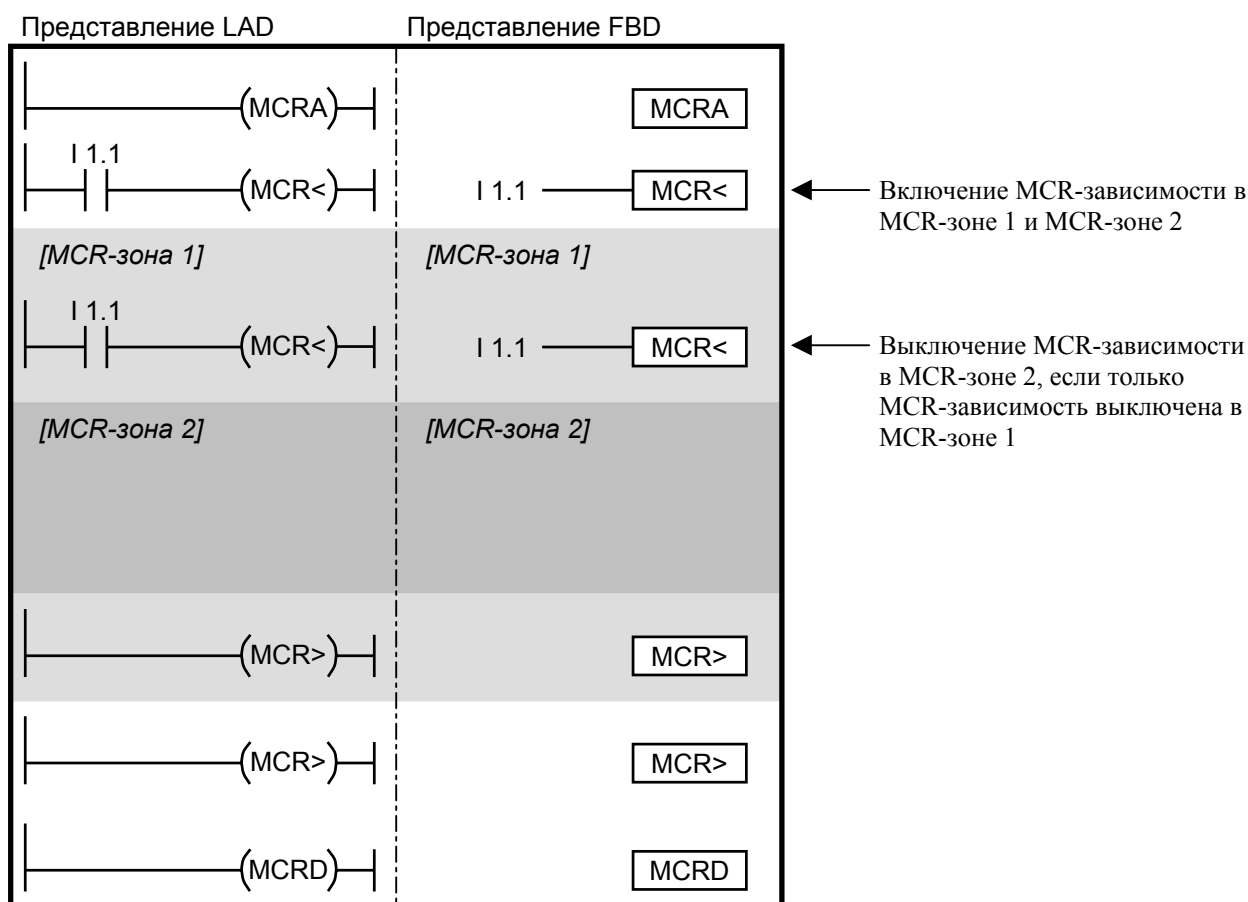 Представление LAD Представление FBD
(MCRA) MCRA
I 1.1
(MCR<) I 1.1 MCR< Включение MCR-зависимости в
MCR-зоне 1 и MCR-зоне 2
[MCR-зона 1] [MCR-зона 1]
I 1.1
(MCR<) I 1.1 MCR< Выключение MCR-зависимости
в MCR-зоне 2, если только
MCR-зависимость выключена в
MCR-зоне 1
[MCR-зона 2] [MCR-зона 2]
(MCR>) MCR>
(MCR>) MCR>
(MCRD) MCRD